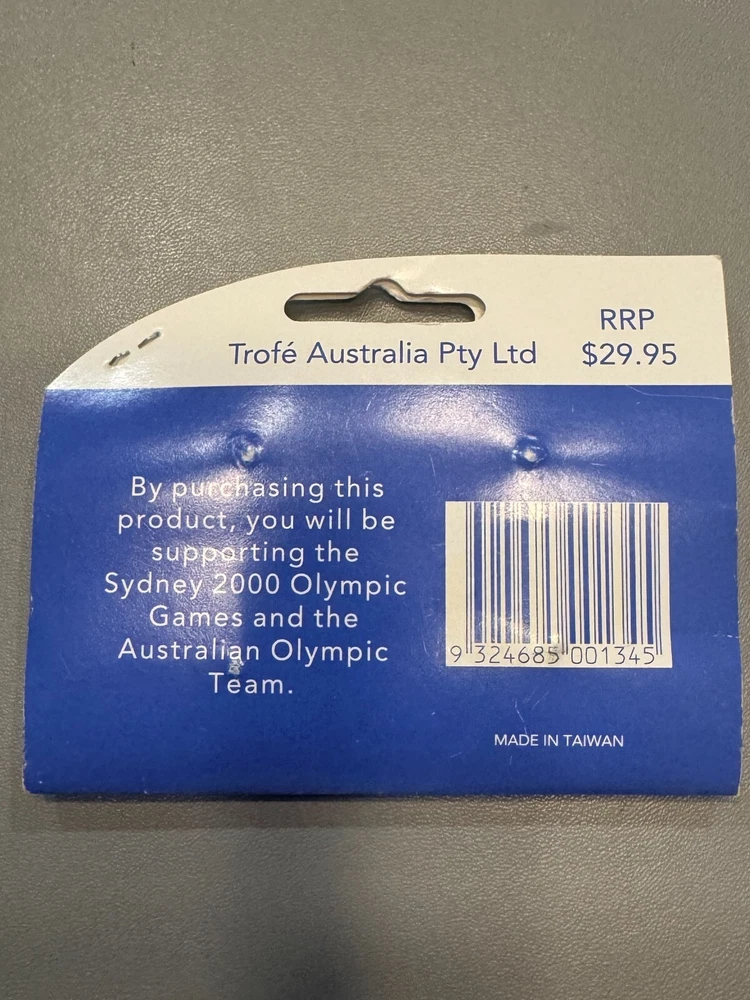 RRP
Trofé Australia Pty Ltd $29.95
By purchasing this
product, you will be
supporting the
Sydney 2000 Olympic
Games and the
Australian Olympic
Team.
9 324685 001345
MADE IN TAIWAN